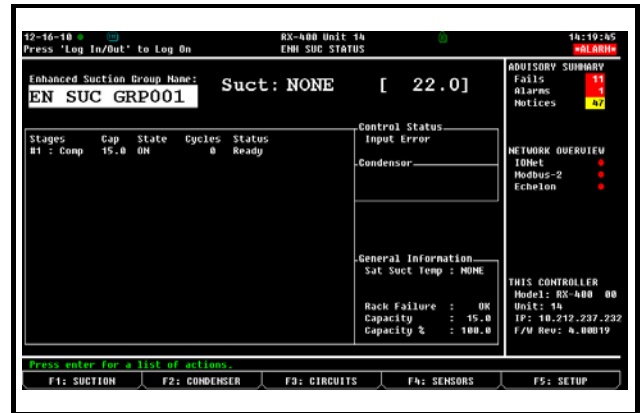 12-16-10 RX-400 Unit 14 14:19:45
Press 'Log In/Out' to Log On ENH SUC STATUS *ALARM*
Enhanced Suction Group Name:
EN SUC GRP001
Suct: NONE [ 22.0]
Stages Cap State Cycles Status
#1 : Comp 15.0 ON 0 Ready
Control Status
Input Error
Condensor
General Information
Sat Suct Temp : NONE
Rack Failure : OK
Capacity : 15.0
Capacity % : 100.0
ADVISORY SUMMARY
Fails 11
Alarms 1
Notices 47
NETWORK OVERVIEW
IONet
Modbus-2
Echelon
THIS CONTROLLER
Model: RX-400 00
Unit: 14
IP: 10.212.237.232
F/W Rev: 4.00B19
Press enter for a list of actions.
F1: SUCTION F2: CONDENSER F3: CIRCUITS F4: SENSORS F5: SETUP